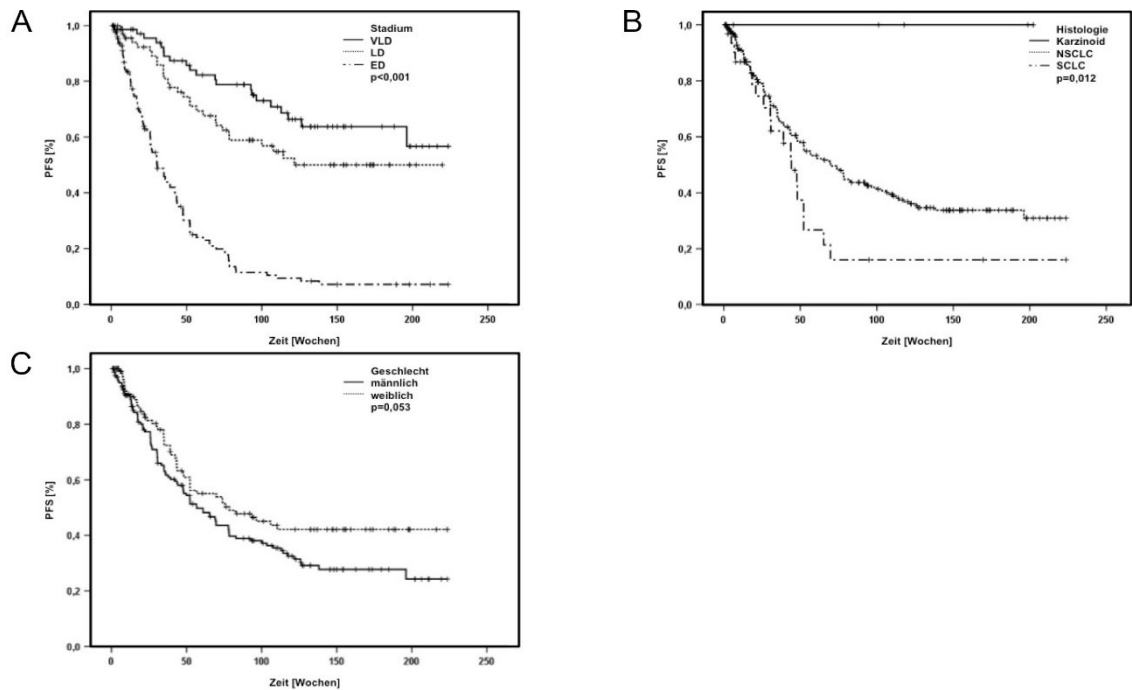 A
Stadium
VLD
LD
ED
p<0,001
1,0
0,8
0,6
0,4
0,2
0,0
PFS [%]
0 50 100 150 200 250
Zeit [Wochen]
B
Histologie
Karzinoid
NSCLC
SCLC
p=0,012
1,0
0,8
0,6
0,4
0,2
0,0
PFS [%]
0 50 100 150 200 250
Zeit [Wochen]
C
Geschlecht
männlich
weiblich
p=0,053
1,0
0,8
0,6
0,4
0,2
0,0
PFS [%]
0 50 100 150 200 250
Zeit [Wochen]